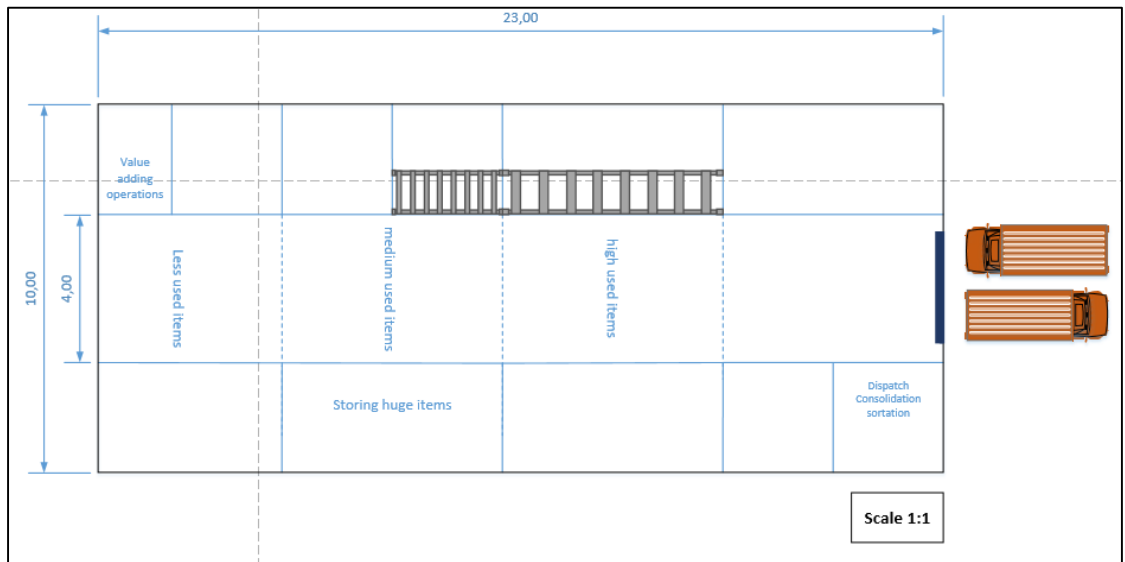 23,00
Value
adding
operations
10,00
4,00
Less used items
medium used items
high used items
Storing huge items
Dispatch
Consolidation
sortation
Scale 1:1